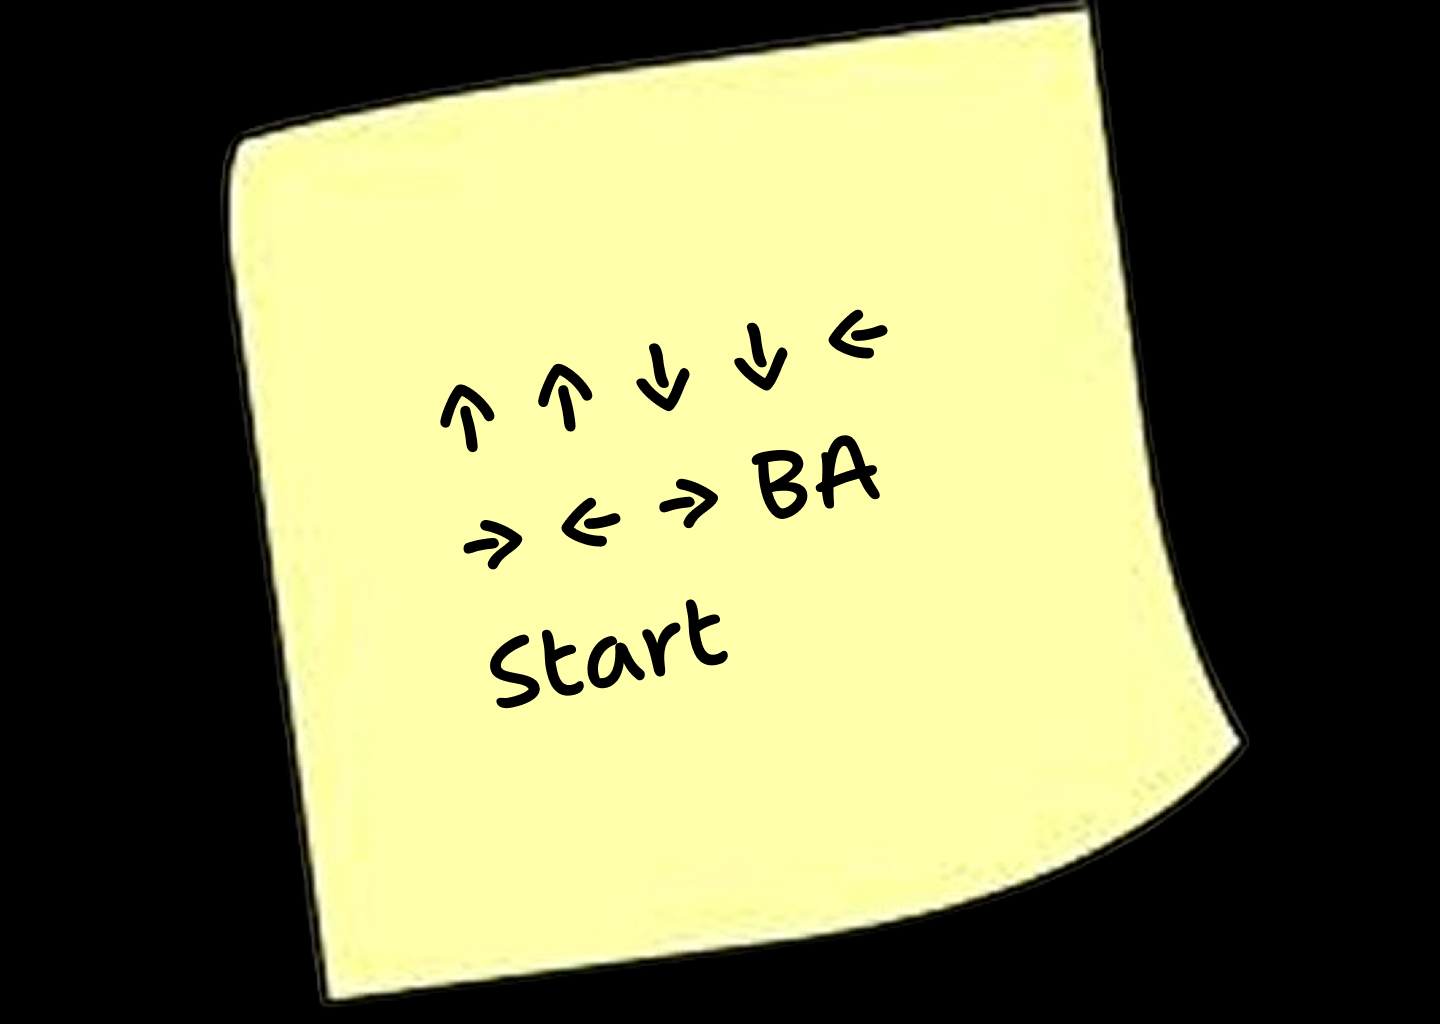 ↑ ↑ ↓ ↓ ←
→ ← → BA
Start